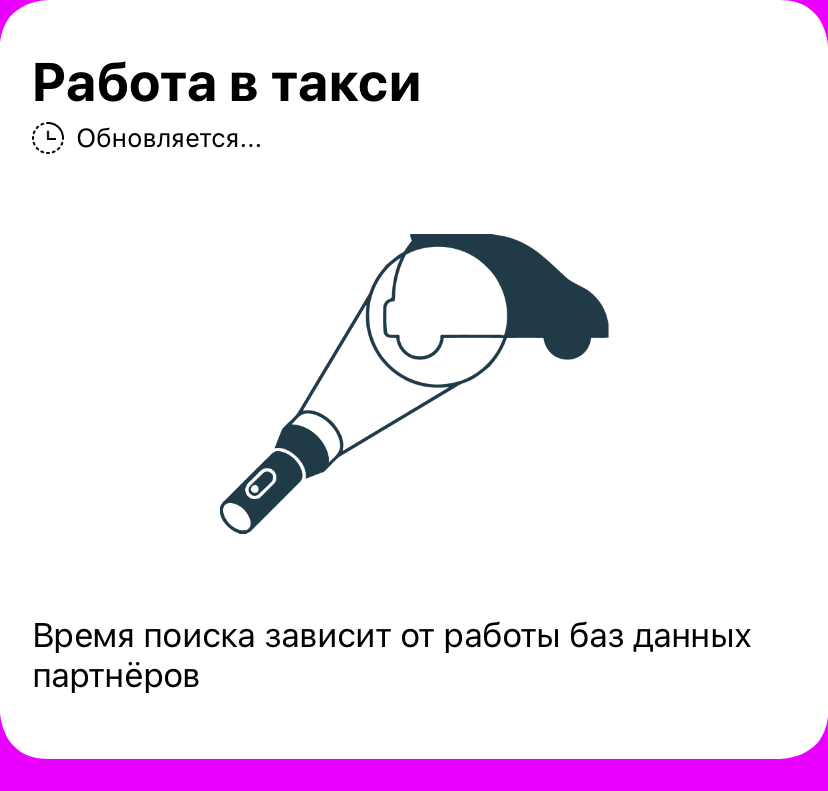 Работа в такси
Обновляется...
Время поиска зависит от работы баз данных
партнёров